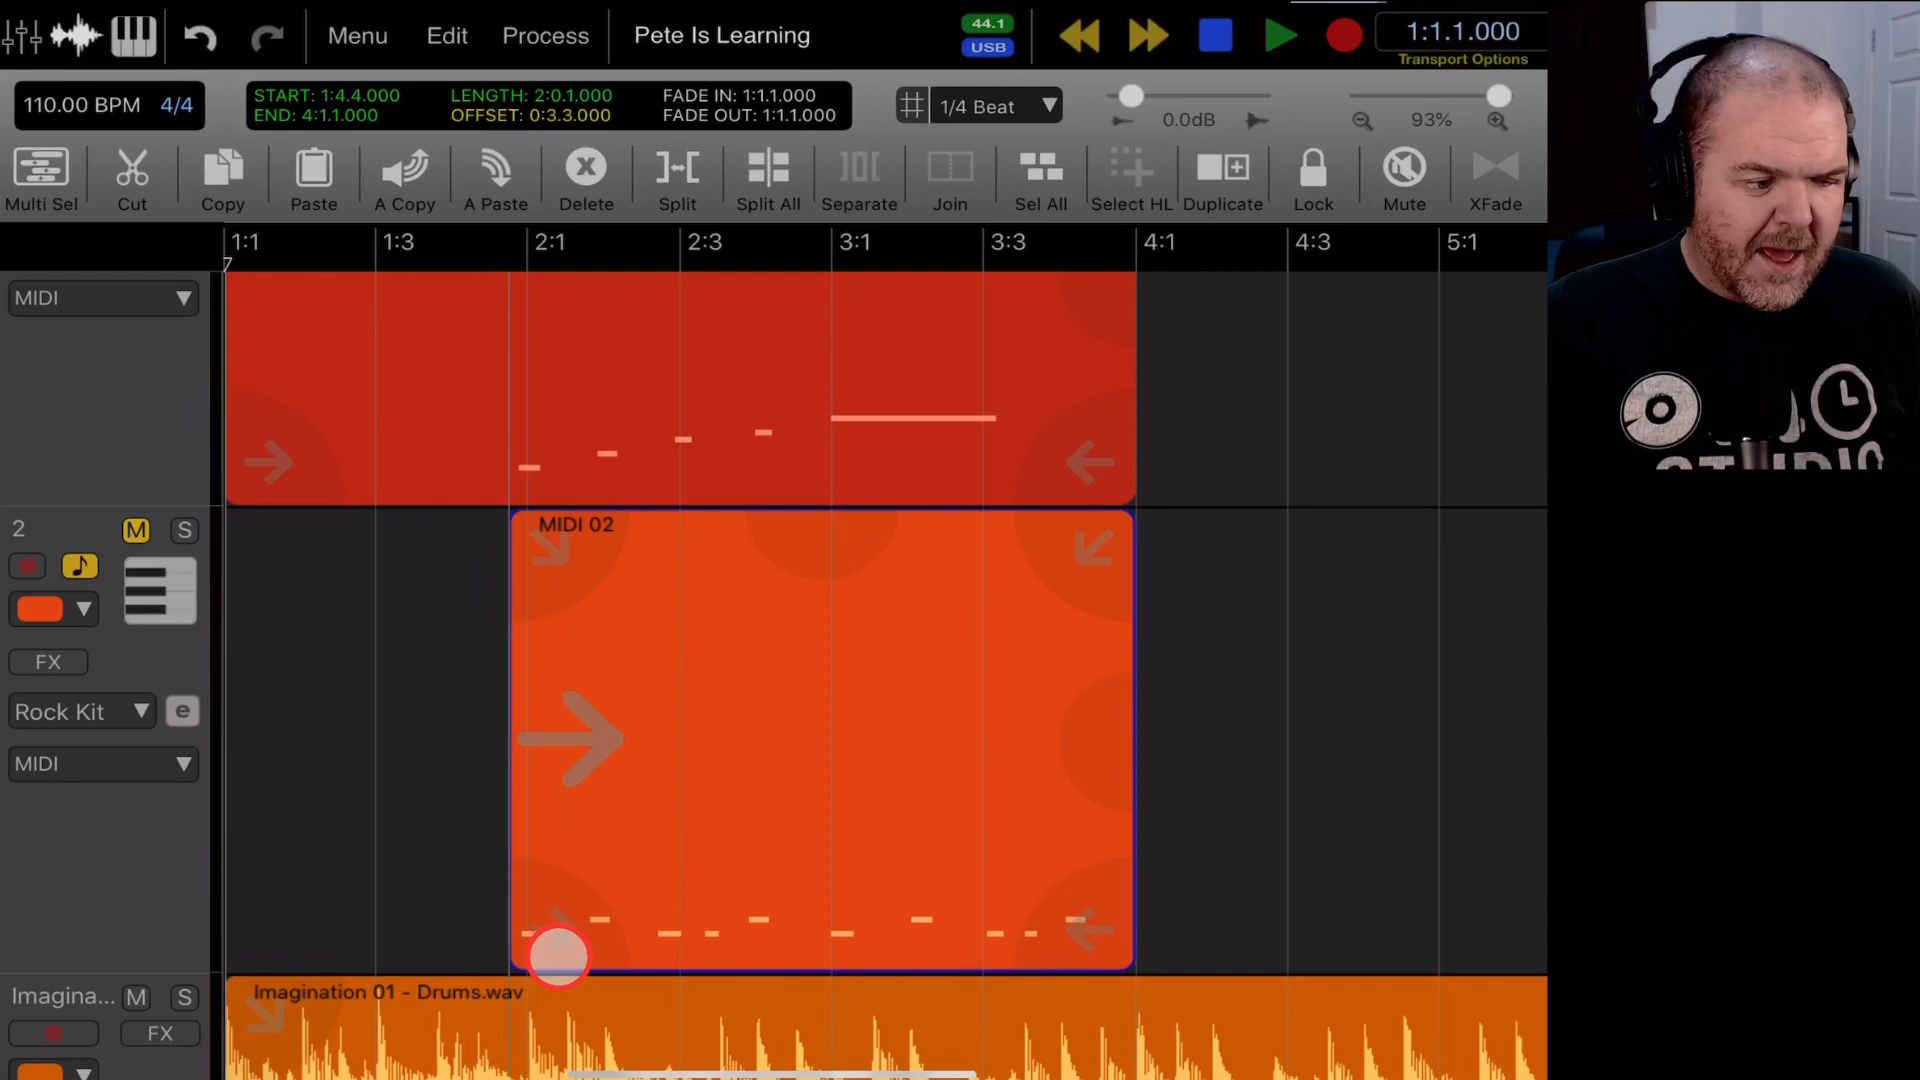 Menu
Edit
Process
Pete Is Learning
44.1
USB
1:1.1.000
Transport Options
110.00 BPM 4/4
START: 1:4.4.000 LENGTH: 2:0.1.000 FADE IN: 1:1.1.000
END: 4:1.1.000 OFFSET: 0:3.3.000 FADE OUT: 1:1.1.000
1/4 Beat
0.0dB
93%
Multi Sel Cut Copy Paste A Copy A Paste Delete Split Split All Separate Join Sel All Select HL Duplicate Lock Mute XFade
1:1 1:3 2:1 2:3 3:1 3:3 4:1 4:3 5:1
MIDI
2 M S
MIDI 02
FX
Rock Kit e
MIDI
Imagina... M S
Imagination 01 - Drums.wav
FX